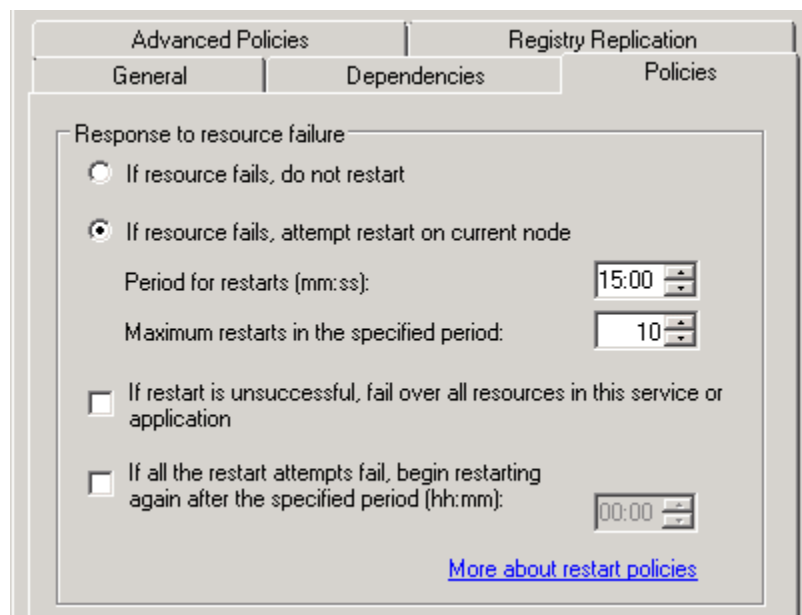 Advanced Policies
Registry Replication
General
Dependencies
Policies
Response to resource failure
If resource fails, do not restart
If resource fails, attempt restart on current node
Period for restarts (mm:ss):
15:00
Maximum restarts in the specified period:
10
If restart is unsuccessful, fail over all resources in this service or
application
If all the restart attempts fail, begin restarting
again after the specified period (hh:mm):
00:00
More about restart policies